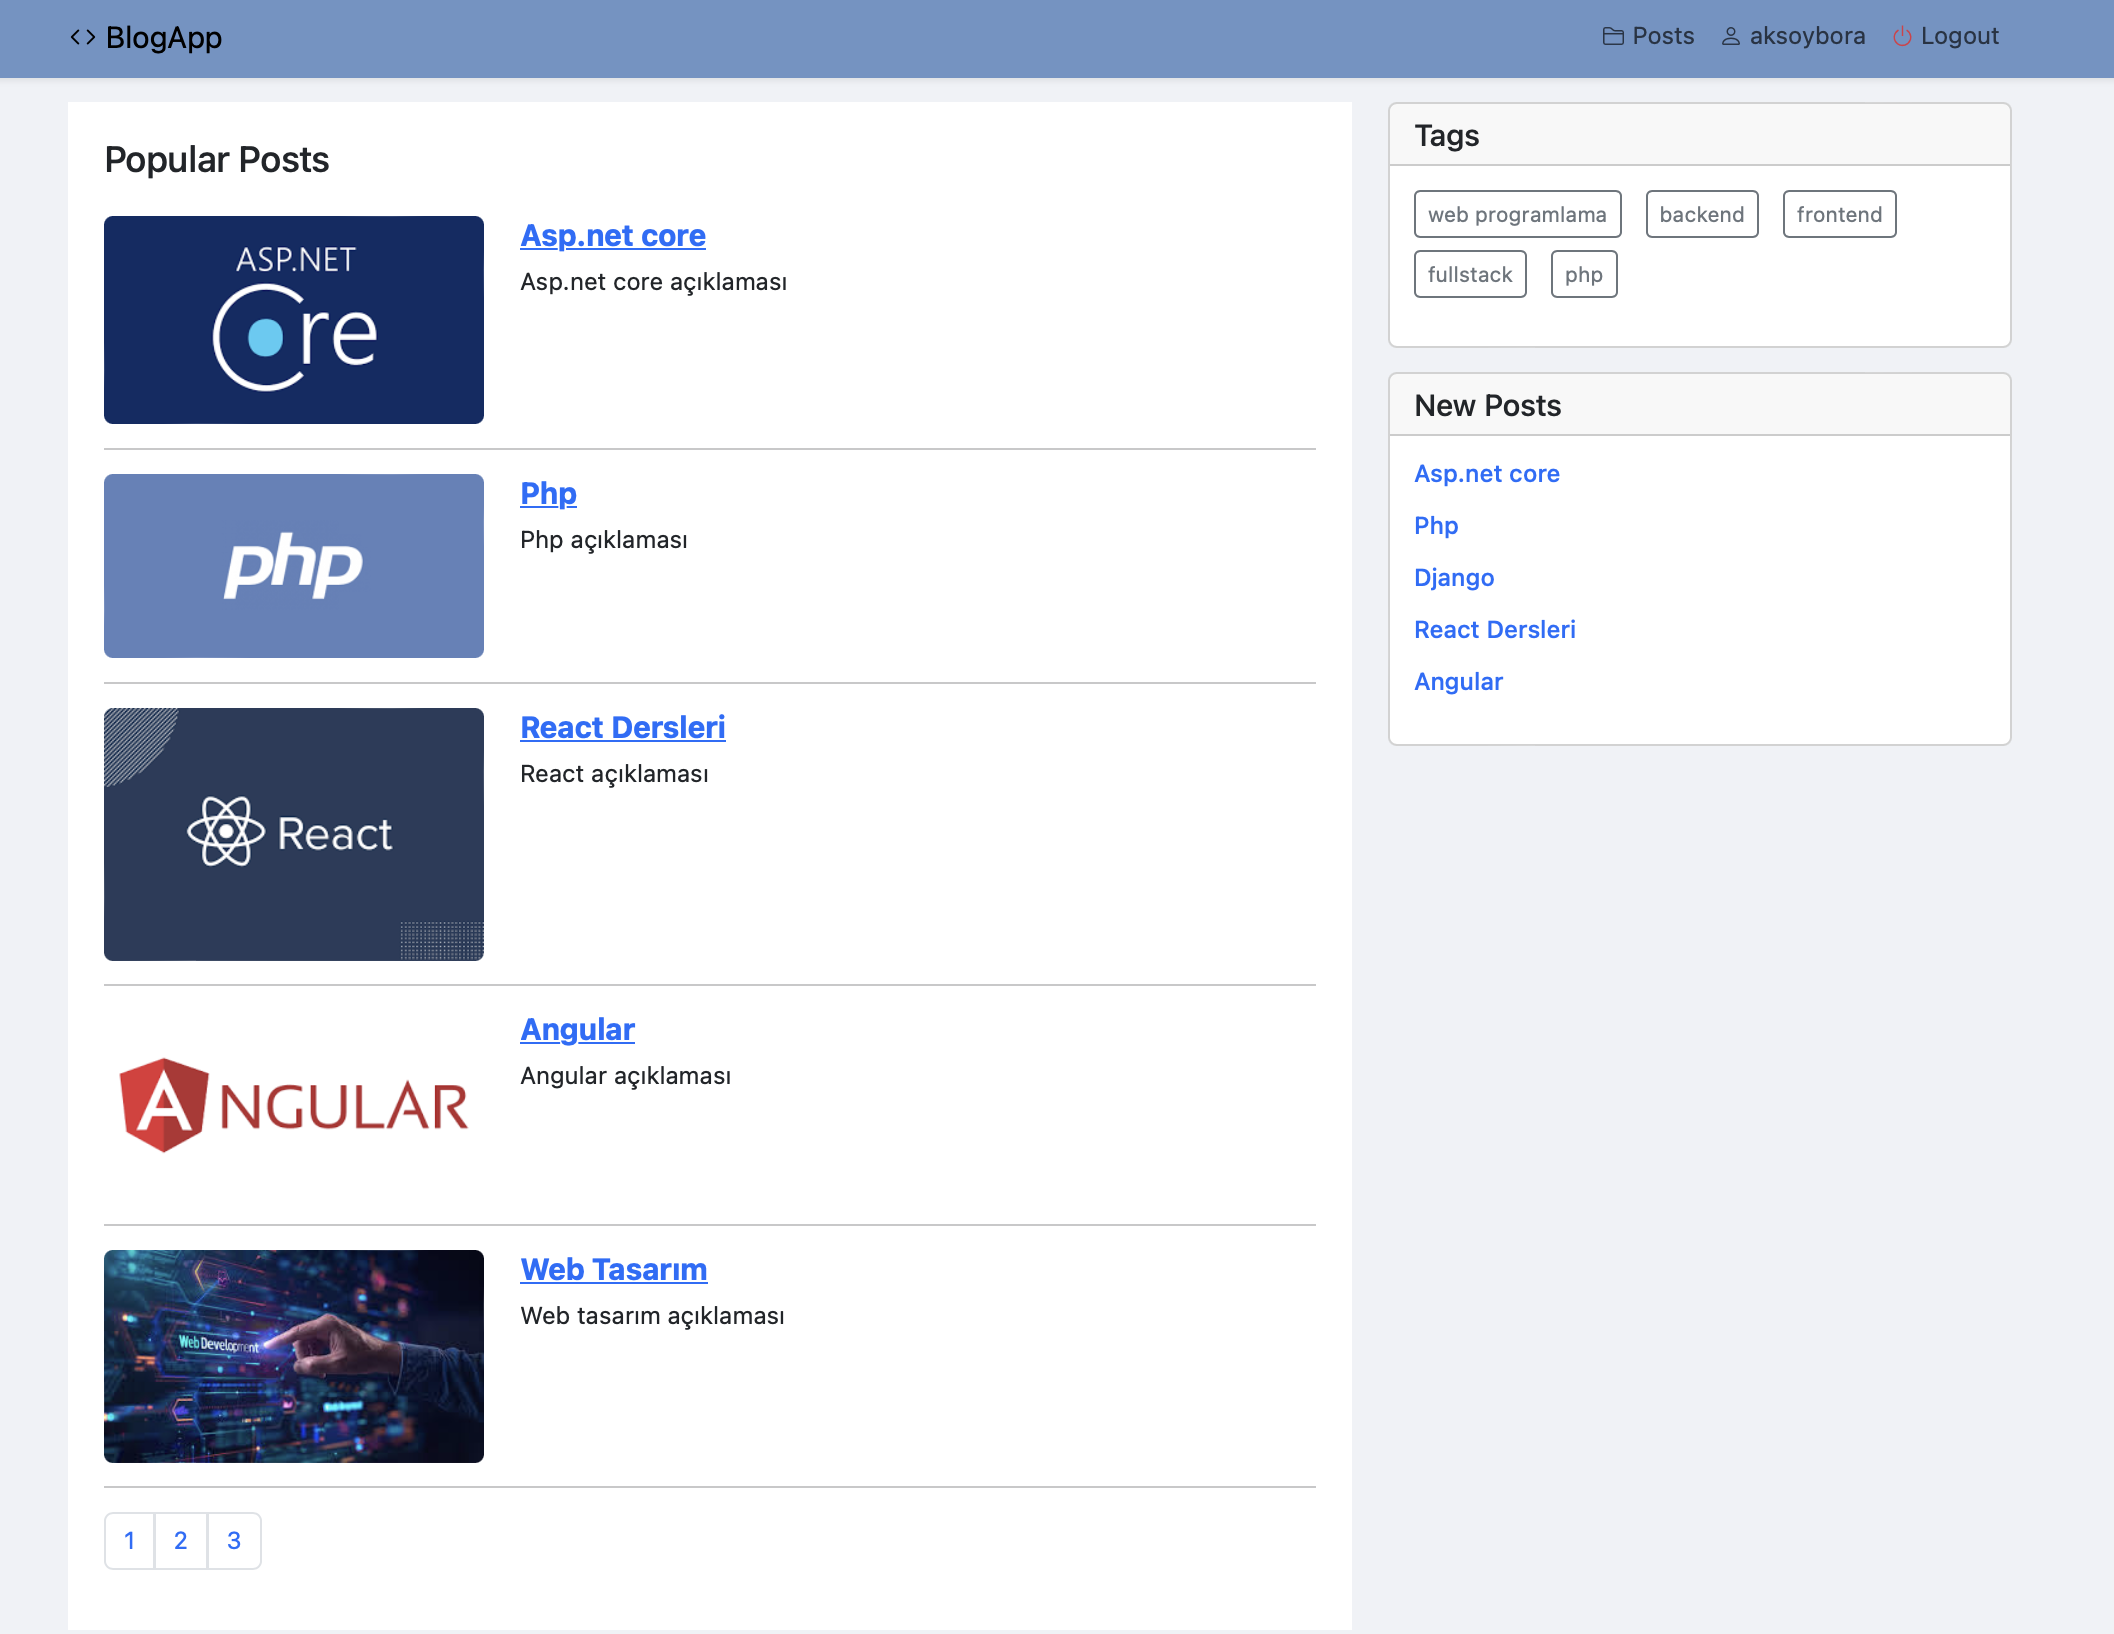 <> BlogApp
Posts
aksoybora
Logout
Popular Posts
ASP.NET
Core
Asp.net core
Asp.net core açıklaması
php
Php
Php açıklaması
React
React Dersleri
React açıklaması
ANGULAR
Angular
Angular açıklaması
Web Development
Web Tasarım
Web tasarım açıklaması
1
2
3
Tags
web programlama
backend
frontend
fullstack
php
New Posts
Asp.net core
Php
Django
React Dersleri
Angular